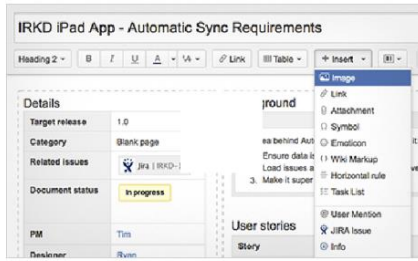 IRKD iPad App - Automatic Sync Requirements
Heading 2
B I U A
Link
Table
Insert
Image
Link
Attachment
Symbol
Emoticon
Wiki Markup
Horizontal rule
Task List
User Mention
JIRA Issue
Info
Details
Target release 1.0
Category Blank page
Related issues Jira | IRKD-
Document status In progress
PM Tim
Designer Ryan
round
ea behind Aut
Ensure data is
Load issues a
3. Make it super
User stories
Story